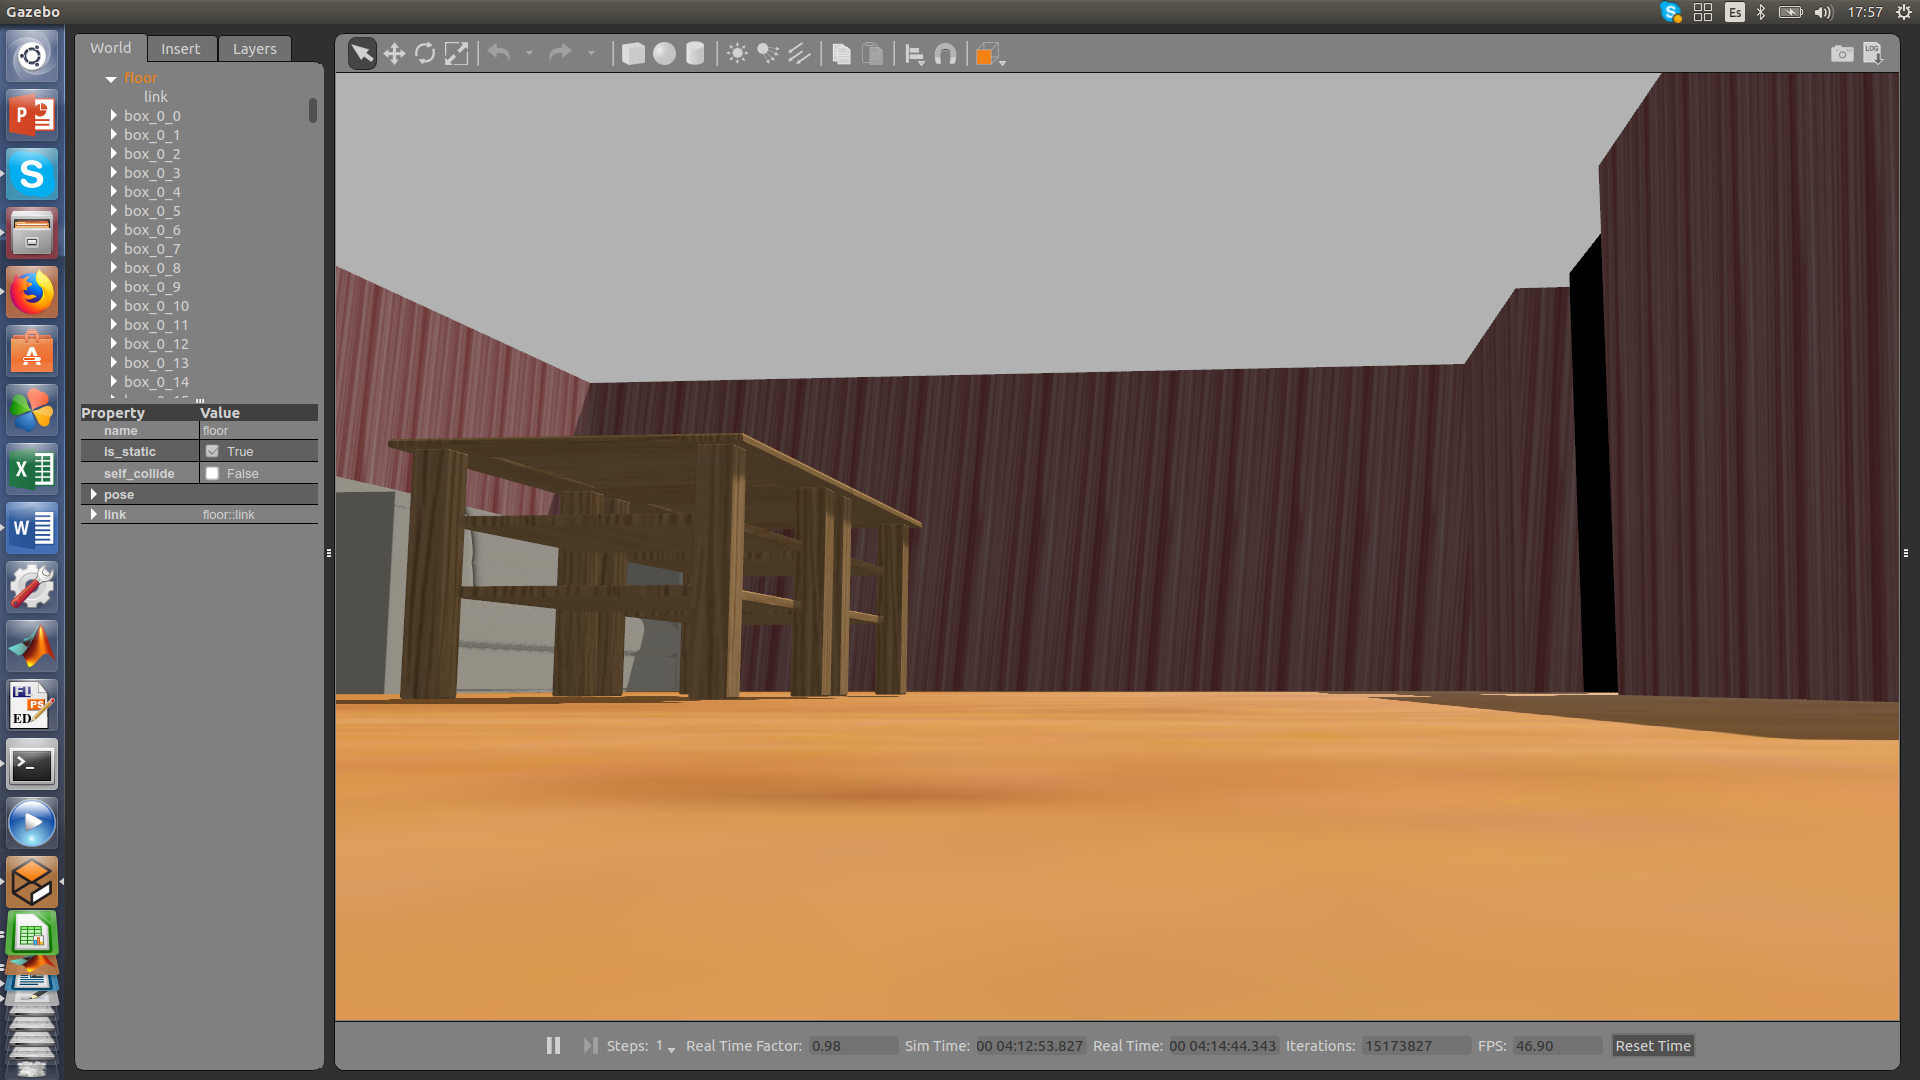 Gazebo
Es
17:57
World
Insert
Layers
LOG
floor
link
box_0_0
box_0_1
box_0_2
box_0_3
box_0_4
box_0_5
box_0_6
box_0_7
box_0_8
box_0_9
box_0_10
box_0_11
box_0_12
box_0_13
box_0_14
Property Value
name floor
is_static True
self_collide False
pose
link floor::link
P
S
A
X
W
PS
ED
>_
Steps: 1 Real Time Factor: 0.98 Sim Time: 00 04:12:53.827 Real Time: 00 04:14:44.343 Iterations: 15173827 FPS: 46.90 Reset Time